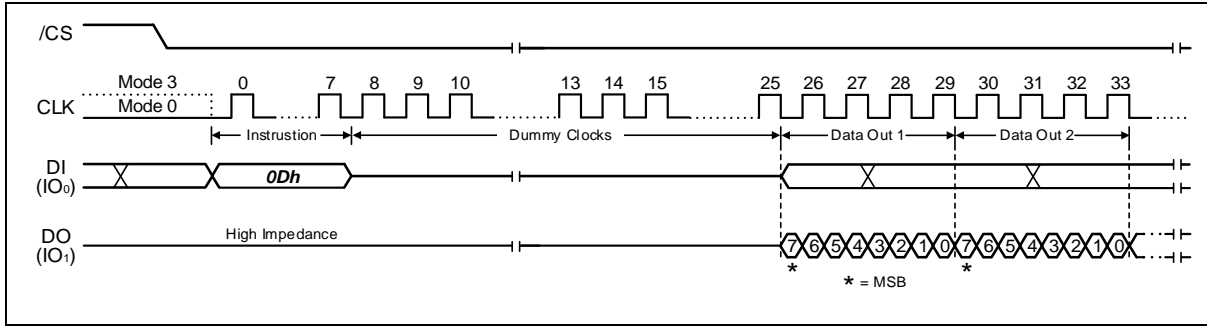 /CS
Mode 3
Mode 0
CLK
0 7 8 9 10 13 14 15 25 26 27 28 29 30 31 32 33
Instrustion Dummy Clocks Data Out 1 Data Out 2
DI
(IO₀)
0Dh
DO
(IO₁)
High Impedance
7 6 5 4 3 2 1 0 7 6 5 4 3 2 1 0
* *
* = MSB